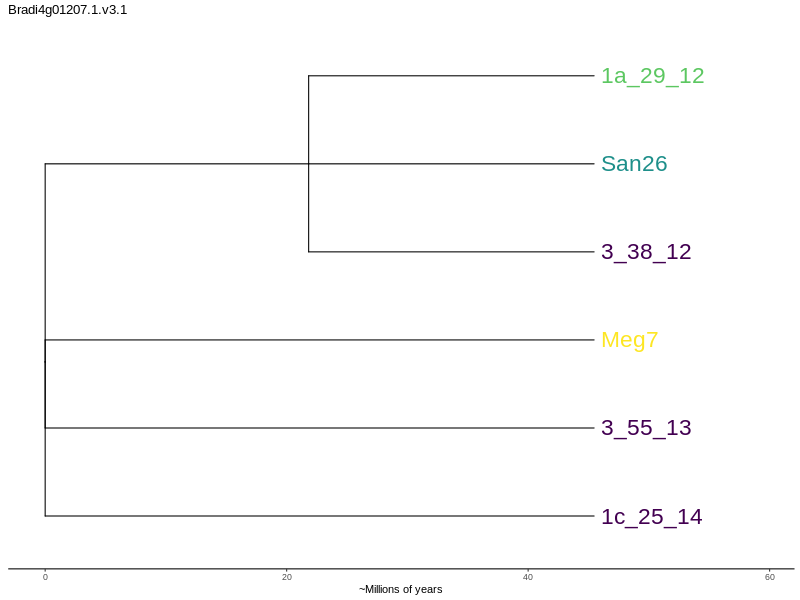 Bradi4g01207.1.v3.1
1a_29_12
San26
3_38_12
Meg7
3_55_13
1c_25_14
0 20 40 60
~Millions of years